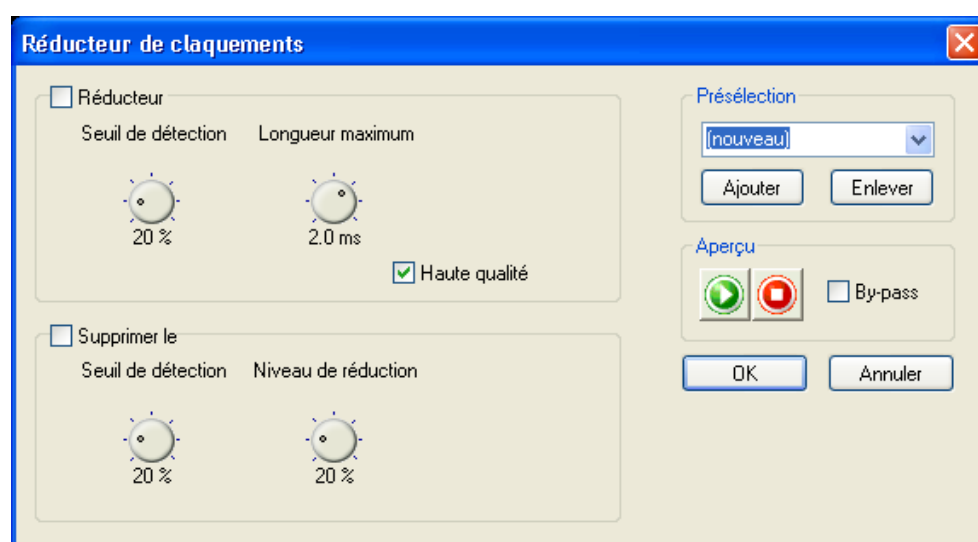 Réducteur de claquements
Réducteur
Seuil de détection Longueur maximum
20 % 2.0 ms
Haute qualité
Supprimer le
Seuil de détection Niveau de réduction
20 % 20 %
Présélection
(nouveau)
Ajouter Enlever
Aperçu
By-pass
OK Annuler